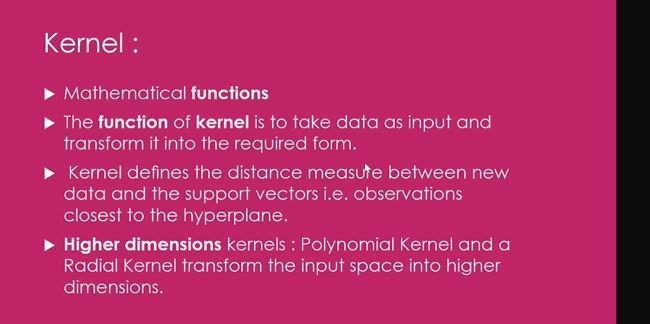 Kernel :
▶ Mathematical functions
▶ The function of kernel is to take data as input and
transform it into the required form.
▶ Kernel defines the distance measure between new
data and the support vectors i.e. observations
closest to the hyperplane.
▶ Higher dimensions kernels : Polynomial Kernel and a
Radial Kernel transform the input space into higher
dimensions.